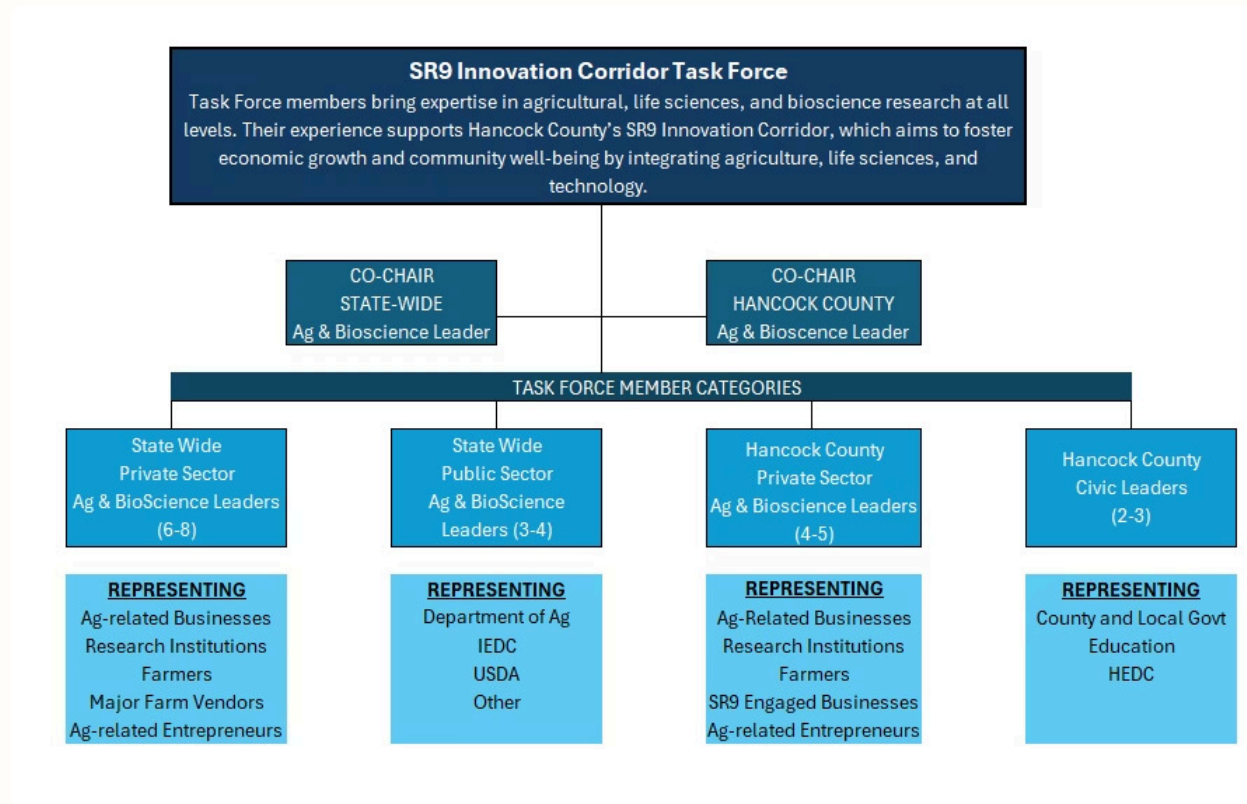 SR9 Innovation Corridor Task Force
Task Force members bring expertise in agricultural, life sciences, and bioscience research at all
levels. Their experience supports Hancock County's SR9 Innovation Corridor, which aims to foster
economic growth and community well-being by integrating agriculture, life sciences, and
technology.
CO-CHAIR
STATE-WIDE
Ag & Bioscience Leader
CO-CHAIR
HANCOCK COUNTY
Ag & Bioscence Leader
TASK FORCE MEMBER CATEGORIES
State Wide
Private Sector
Ag & BioScience Leaders
(6-8)
State Wide
Public Sector
Ag & BioScience
Leaders (3-4)
Hancock County
Private Sector
Ag & Bioscience Leaders
(4-5)
Hancock County
Civic Leaders
(2-3)
REPRESENTING
Ag-related Businesses
Research Institutions
Farmers
Major Farm Vendors
Ag-related Entrepreneurs
REPRESENTING
Department of Ag
IEDC
USDA
Other
REPRESENTING
Ag-Related Businesses
Research Institutions
Farmers
SR9 Engaged Businesses
Ag-related Entrepreneurs
REPRESENTING
County and Local Govt
Education
HEDC